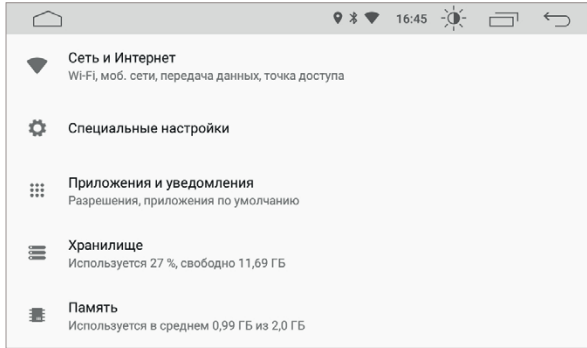 16:45
Сеть и Интернет
Wi-Fi, моб. сети, передача данных, точка доступа
Специальные настройки
Приложения и уведомления
Разрешения, приложения по умолчанию
Хранилище
Используется 27 %, свободно 11,69 ГБ
Память
Используется в среднем 0,99 ГБ из 2,0 ГБ